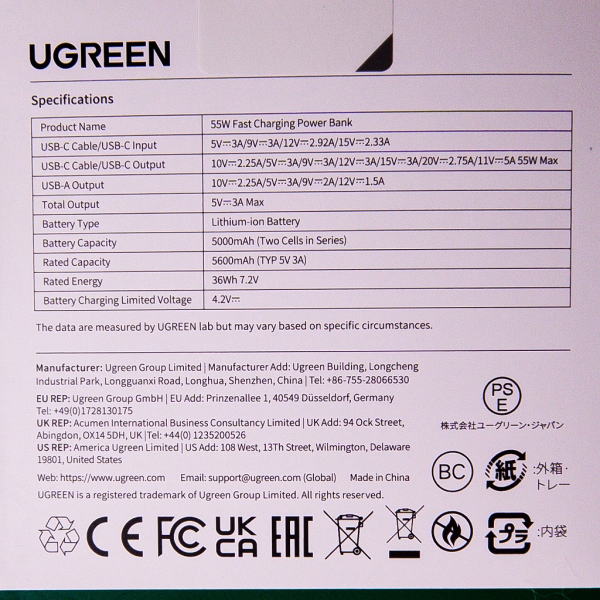 UGREEN
Specifications
Product Name 55W Fast Charging Power Bank
USB-C Cable/USB-C Input 5V⎓3A/9V⎓3A/12V⎓2.92A/15V⎓2.33A
USB-C Cable/USB-C Output 10V⎓2.25A/5V⎓3A/9V⎓3A/12V⎓3A/15V⎓3A/20V⎓2.75A/11V⎓5A 55W Max
USB-A Output 10V⎓2.25A/5V⎓3A/9V⎓2A/12V⎓1.5A
Total Output 5V⎓3A Max
Battery Type Lithium-ion Battery
Battery Capacity 5000mAh (Two Cells in Series)
Rated Capacity 5600mAh (TYP 5V 3A)
Rated Energy 36Wh 7.2V
Battery Charging Limited Voltage 4.2V⎓
The data are measured by UGREEN lab but may vary based on specific circumstances.
Manufacturer: Ugreen Group Limited | Manufacturer Add: Ugreen Building, Longcheng
Industrial Park, Longguanxi Road, Longhua, Shenzhen, China | Tel: +86-755-28066530
EU REP: Ugreen Group GmbH | EU Add: Prinzenallee 1, 40549 Düsseldorf, Germany
Tel: +49(0)1728130175
UK REP: Acumen International Business Consultancy Limited | UK Add: 94 Ock Street,
Abingdon, OX14 5DH, UK |Tel: +44(0) 1235200526
US REP: America Ugreen Limited | US Add: 108 West, 13Th Street, Wilmington, Delaware
19801, United States
Web: https://www.ugreen.com Email: support@ugreen.com (Global) Made in China
UGREEN is a registered trademark of Ugreen Group Limited. All rights reserved.
PS
E
株式会社ユーグリーン・ジャパン
BC 紙 :外箱・
トレー
CE FC UK
CA EAC プラ :内袋